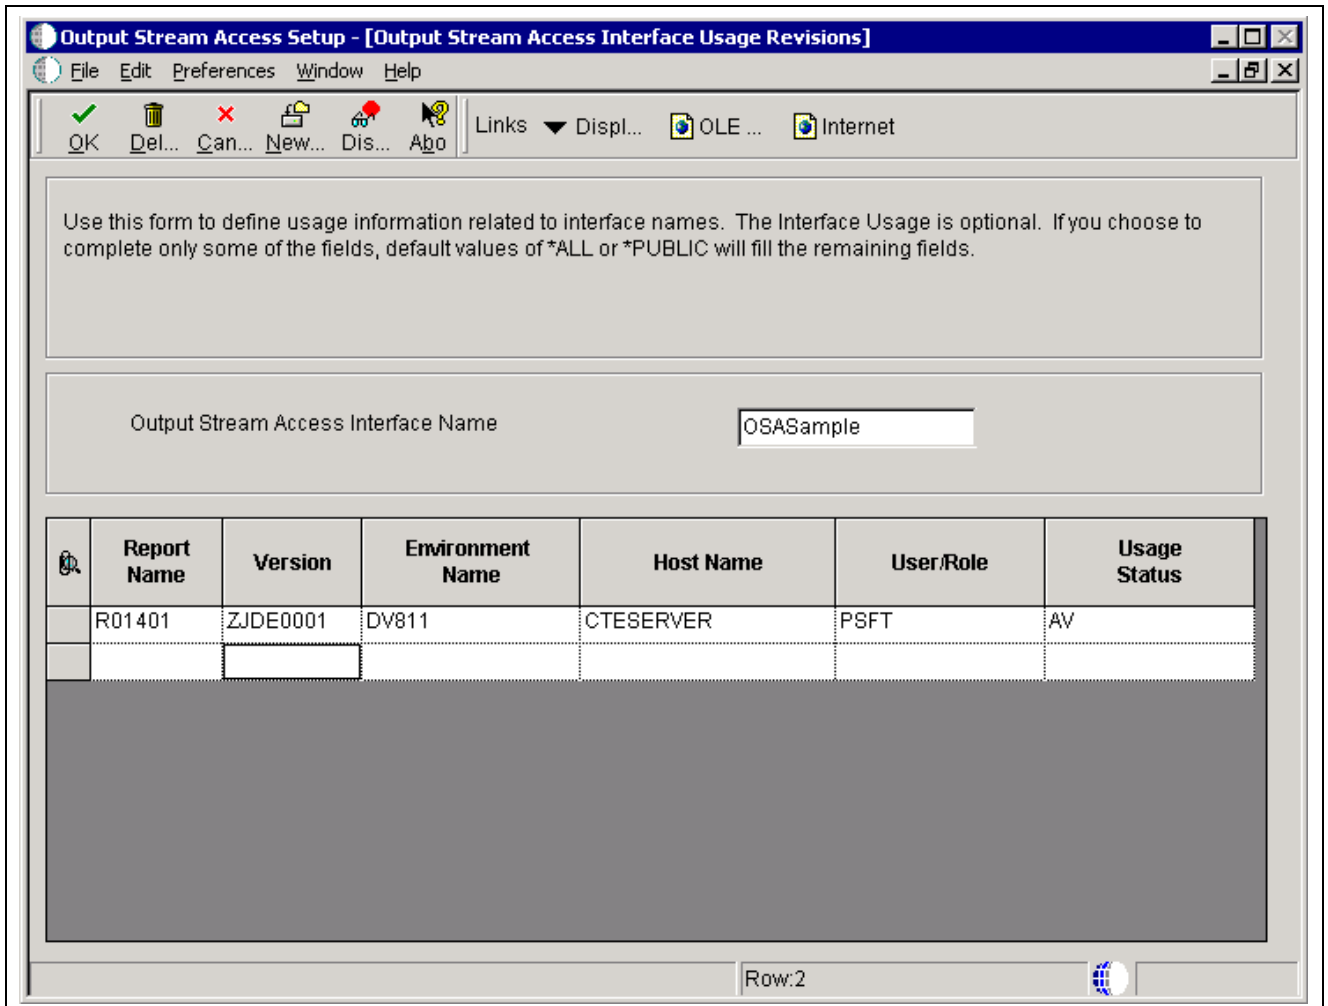 Output Stream Access Setup - [Output Stream Access Interface Usage Revisions]
File Edit Preferences Window Help
OK Del... Can... New... Dis... Abo Links Displ... OLE ... Internet
Use this form to define usage information related to interface names. The Interface Usage is optional. If you choose to
complete only some of the fields, default values of *ALL or *PUBLIC will fill the remaining fields.
Output Stream Access Interface Name OSASample
Report Name Version Environment Name Host Name User/Role Usage Status
R01401 ZJDE0001 DV811 CTESERVER PSFT AV
Row:2